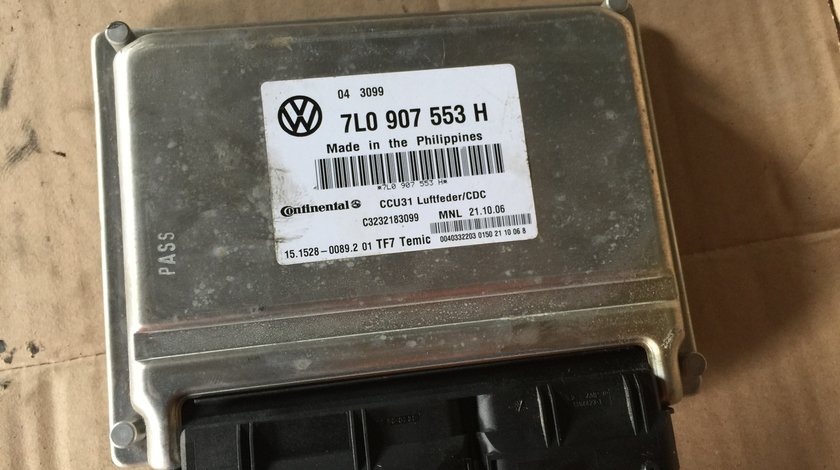 04 3099
7L0 907 553 H
Made in the Philippines
*7L0 907 553 H*
Continental CCU31 Luftfeder/CDC
C3232183099 MNL 21.10.06
15.1528-0089.2 01 TF7 Temic 0040332203 0150 21 10 06 8
PASS